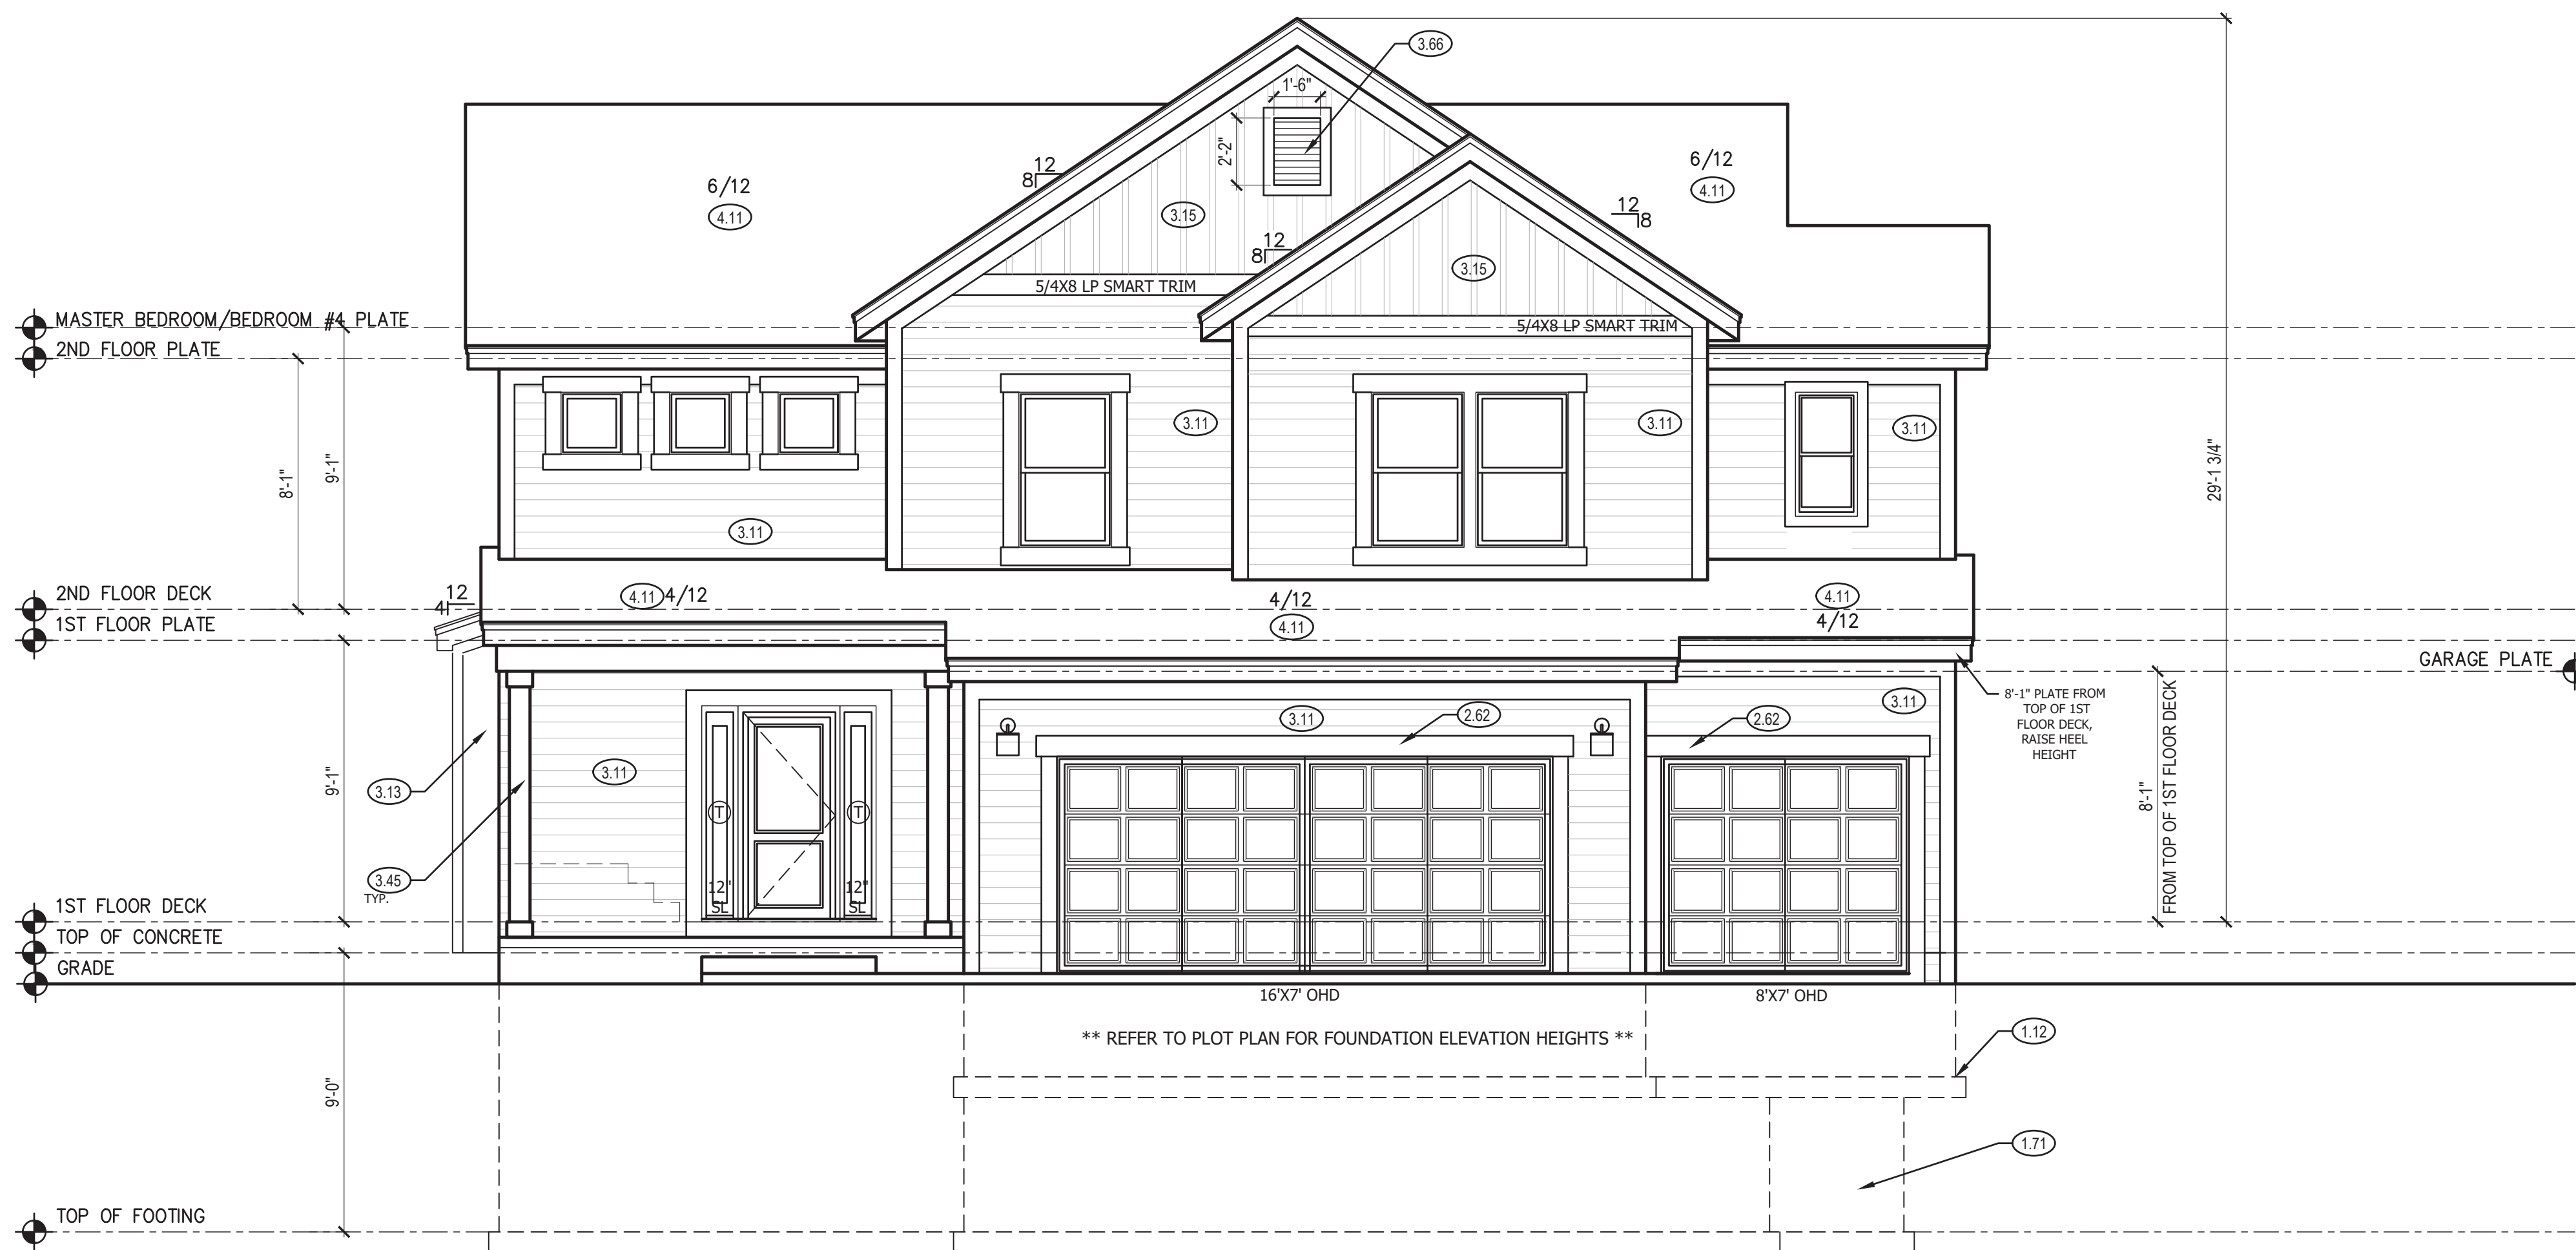 3.66
1'-6"
2'-2"
12
8
6/12
4.11
6/12
4.11
3.15
12
8
12
8
3.15
5/4X8 LP SMART TRIM
5/4X8 LP SMART TRIM
MASTER BEDROOM/BEDROOM #4 PLATE
2ND FLOOR PLATE
3.11
3.11
3.11
3.11
8'-1"
9'-1"
29'-1 3/4"
2ND FLOOR DECK
12
4
4.11 4/12
4/12
4.11
4.11
4/12
1ST FLOOR PLATE
GARAGE PLATE
8'-1" PLATE FROM
TOP OF 1ST
FLOOR DECK,
RAISE HEEL
HEIGHT
3.11
3.11
2.62
2.62
3.11
3.13
9'-1"
T
T
8'-1"
FROM TOP OF 1ST FLOOR DECK
3.45
TYP.
12"
SL
12"
SL
1ST FLOOR DECK
TOP OF CONCRETE
GRADE
16'X7' OHD
8'X7' OHD
** REFER TO PLOT PLAN FOR FOUNDATION ELEVATION HEIGHTS **
1.12
9'-0"
1.71
TOP OF FOOTING